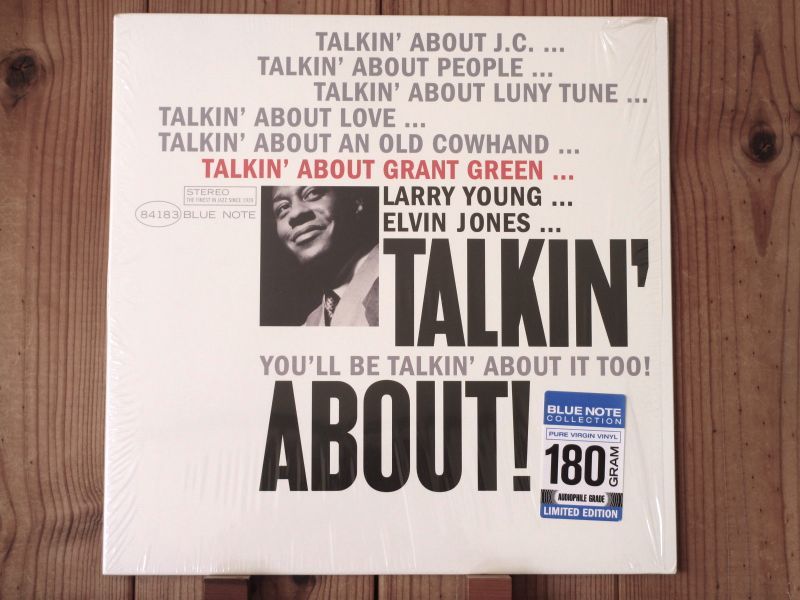 TALKIN' ABOUT J.C. ...
TALKIN' ABOUT PEOPLE ...
TALKIN' ABOUT LUNY TUNE ...
TALKIN' ABOUT LOVE ...
TALKIN' ABOUT AN OLD COWHAND ...
TALKIN' ABOUT GRANT GREEN ...
LARRY YOUNG ...
ELVIN JONES ...
STEREO
THE FINEST IN JAZZ SINCE 1939
84183 BLUE NOTE
TALKIN'
YOU'LL BE TALKIN' ABOUT IT TOO!
ABOUT!
BLUE NOTE
COLLECTION
PURE VIRGIN VINYL
180 GRAM
AUDIOPHILE GRADE
LIMITED EDITION